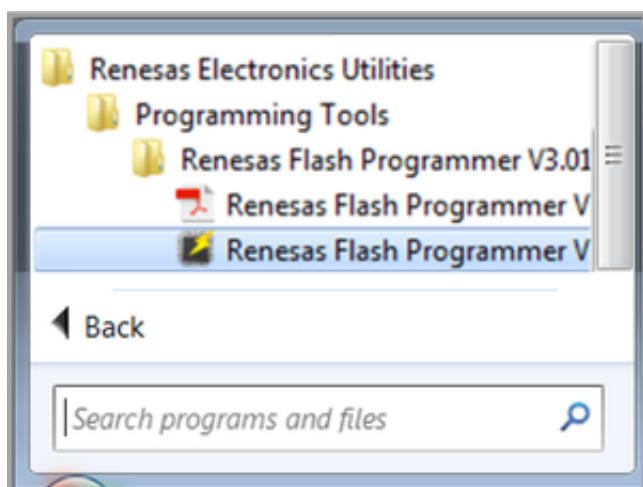 Renesas Electronics Utilities
Programming Tools
Renesas Flash Programmer V3.01
Renesas Flash Programmer V
Renesas Flash Programmer V
Back
Search programs and files